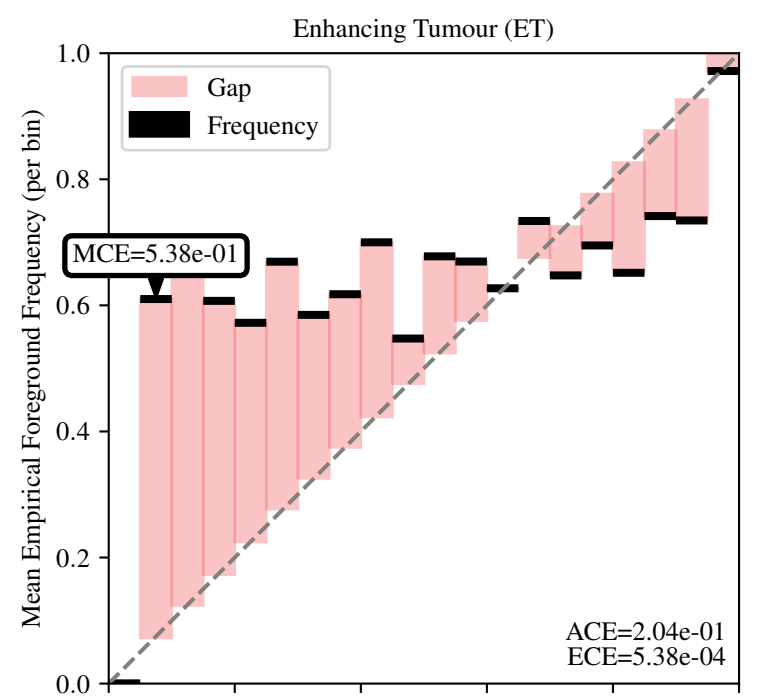 Enhancing Tumour (ET)
Mean Empirical Foreground Frequency (per bin)
1.0
0.8
0.6
0.4
0.2
0.0
Gap
Frequency
MCE=5.38e-01
ACE=2.04e-01
ECE=5.38e-04